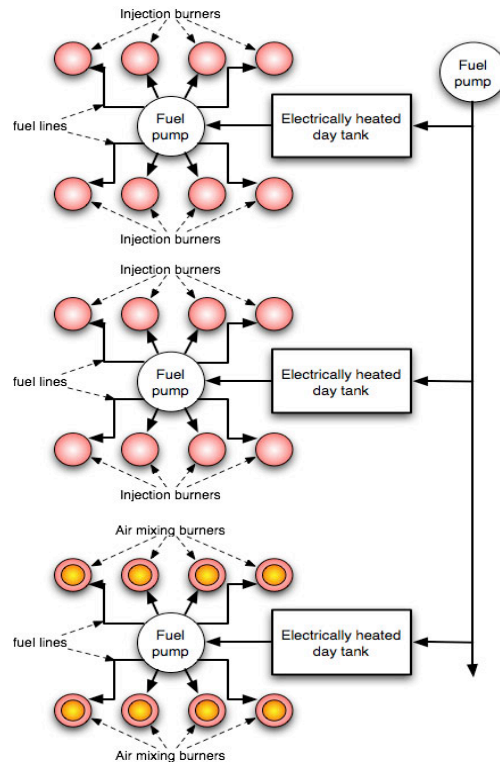 Injection burners
Fuel
pump
Fuel
pump
Electrically heated
day tank
fuel lines
Injection burners
Injection burners
Fuel
pump
Electrically heated
day tank
fuel lines
Injection burners
Air mixing burners
Fuel
pump
Electrically heated
day tank
fuel lines
Air mixing burners